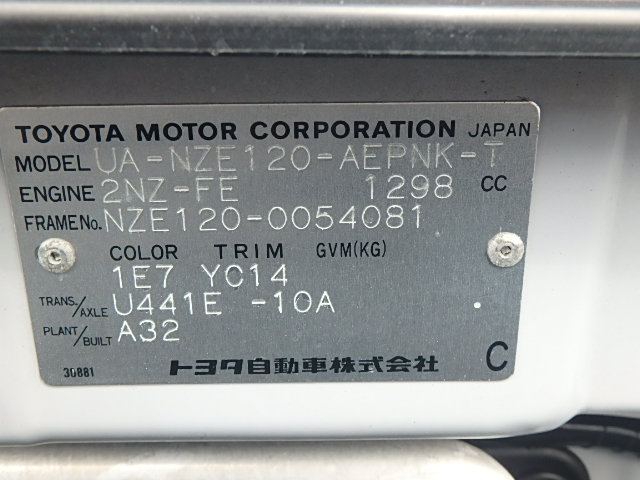 TOYOTA MOTOR CORPORATION JAPAN
MODEL UA-NZE120-AEPNK-T
ENGINE 2NZ-FE 1298 CC
FRAME No. NZE120-0054081
COLOR TRIM GVM(KG)
1E7 YC14
TRANS./AXLE U441E -10A
PLANT/BUILT A32
30881 トヨタ自動車株式会社 C